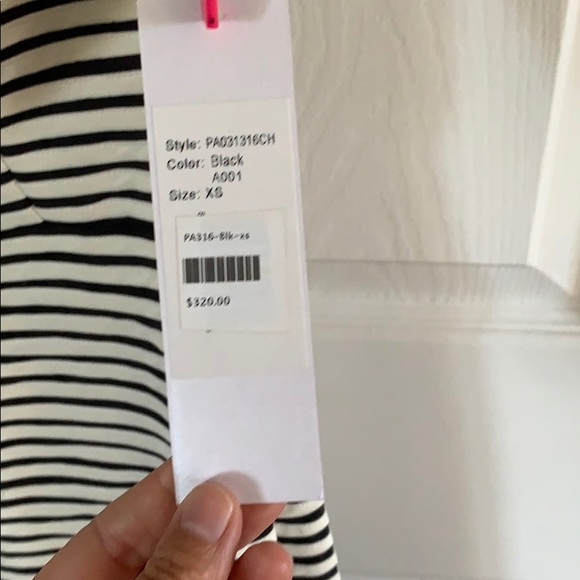 Style: PA031316CH
Color: Black
A001
Size: XS
PA316-Blk-xs
$320.00